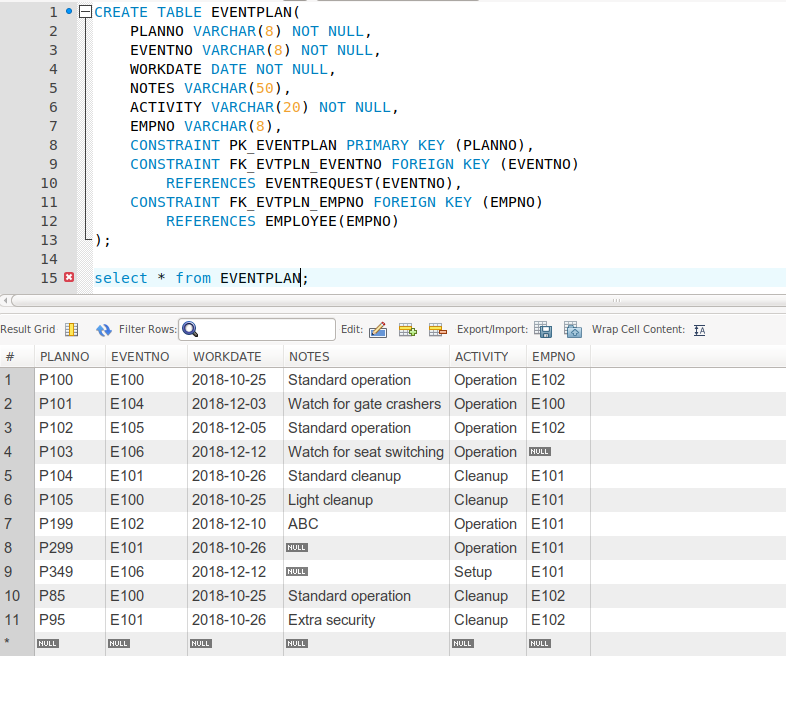 1 CREATE TABLE EVENTPLAN(
2 PLANNO VARCHAR(8) NOT NULL,
3 EVENTNO VARCHAR(8) NOT NULL,
4 WORKDATE DATE NOT NULL,
5 NOTES VARCHAR(50),
6 ACTIVITY VARCHAR(20) NOT NULL,
7 EMPNO VARCHAR(8),
8 CONSTRAINT PK_EVENTPLAN PRIMARY KEY (PLANNO),
9 CONSTRAINT FK_EVTPLN_EVENTNO FOREIGN KEY (EVENTNO)
10 REFERENCES EVENTREQUEST(EVENTNO),
11 CONSTRAINT FK_EVTPLN_EMPNO FOREIGN KEY (EMPNO)
12 REFERENCES EMPLOYEE(EMPNO)
13 );
14
15 select * from EVENTPLAN;
Result Grid Filter Rows: Edit: Export/Import: Wrap Cell Content: IA
# PLANNO EVENTNO WORKDATE NOTES ACTIVITY EMPNO
1 P100 E100 2018-10-25 Standard operation Operation E102
2 P101 E104 2018-12-03 Watch for gate crashers Operation E100
3 P102 E105 2018-12-05 Standard operation Operation E102
4 P103 E106 2018-12-12 Watch for seat switching Operation NULL
5 P104 E101 2018-10-26 Standard cleanup Cleanup E101
6 P105 E100 2018-10-25 Light cleanup Cleanup E101
7 P199 E102 2018-12-10 ABC Operation E101
8 P299 E101 2018-10-26 NULL Operation E101
9 P349 E106 2018-12-12 NULL Setup E101
10 P85 E100 2018-10-25 Standard operation Cleanup E102
11 P95 E101 2018-10-26 Extra security Cleanup E102
* NULL NULL NULL NULL NULL NULL